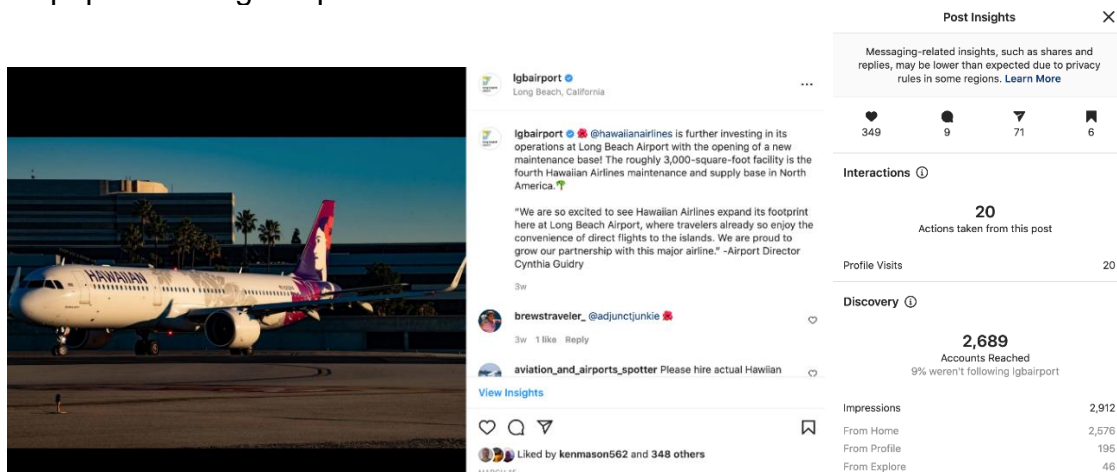 lgbairport
Long Beach, California
lgbairport @hawaiianairlines is further investing in its
operations at Long Beach Airport with the opening of a new
maintenance base! The roughly 3,000-square-foot facility is the
fourth Hawaiian Airlines maintenance and supply base in North
America.
"We are so excited to see Hawaiian Airlines expand its footprint
here at Long Beach Airport, where travelers already so enjoy the
convenience of direct flights to the islands. We are proud to
grow our partnership with this major airline." -Airport Director
Cynthia Guidry
3w
brewstraveler_ @adjunctjunkie
3w 1 like Reply
aviation_and_airports_spotter Please hire actual Hawiian
View Insights
Liked by kenmason562 and 348 others
HAWAIIAN
Post Insights
Messaging-related insights, such as shares and
replies, may be lower than expected due to privacy
rules in some regions. Learn More
349 9 71 6
Interactions
20
Actions taken from this post
Profile Visits 20
Discovery
2,689
Accounts Reached
9% weren't following lgbairport
Impressions 2,912
From Home 2,576
From Profile 195
From Explore 46